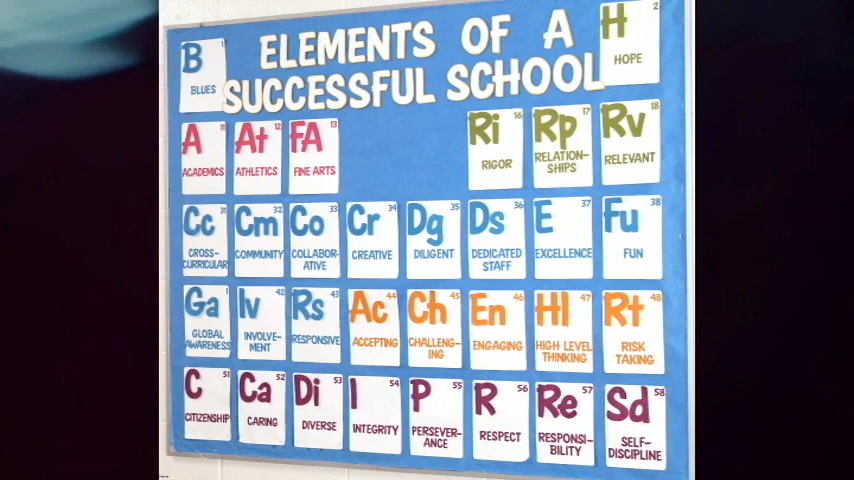 ELEMENTS OF A
SUCCESSFUL SCHOOL
1
B
BLUES
2
H
HOPE
11
A
ACADEMICS
12
At
ATHLETICS
13
FA
FINE ARTS
16
Ri
RIGOR
17
Rp
RELATION-
SHIPS
18
Rv
RELEVANT
31
Cc
CROSS-
CURRICULAR
32
Cm
COMMUNITY
33
Co
COLLABOR-
ATIVE
34
Cr
CREATIVE
35
Dg
DILIGENT
36
Ds
DEDICATED
STAFF
37
E
EXCELLENCE
38
Fu
FUN
Ga
GLOBAL
AWARENESS
42
Iv
INVOLVE-
MENT
43
Rs
RESPONSIVE
44
Ac
ACCEPTING
45
Ch
CHALLENG-
ING
46
En
ENGAGING
47
Hl
HIGH LEVEL
THINKING
48
Rt
RISK
TAKING
51
C
CITIZENSHIP
52
Ca
CARING
53
Di
DIVERSE
54
I
INTEGRITY
55
P
PERSEVER-
ANCE
56
R
RESPECT
57
Re
RESPONSI-
BILITY
58
Sd
SELF-
DISCIPLINE